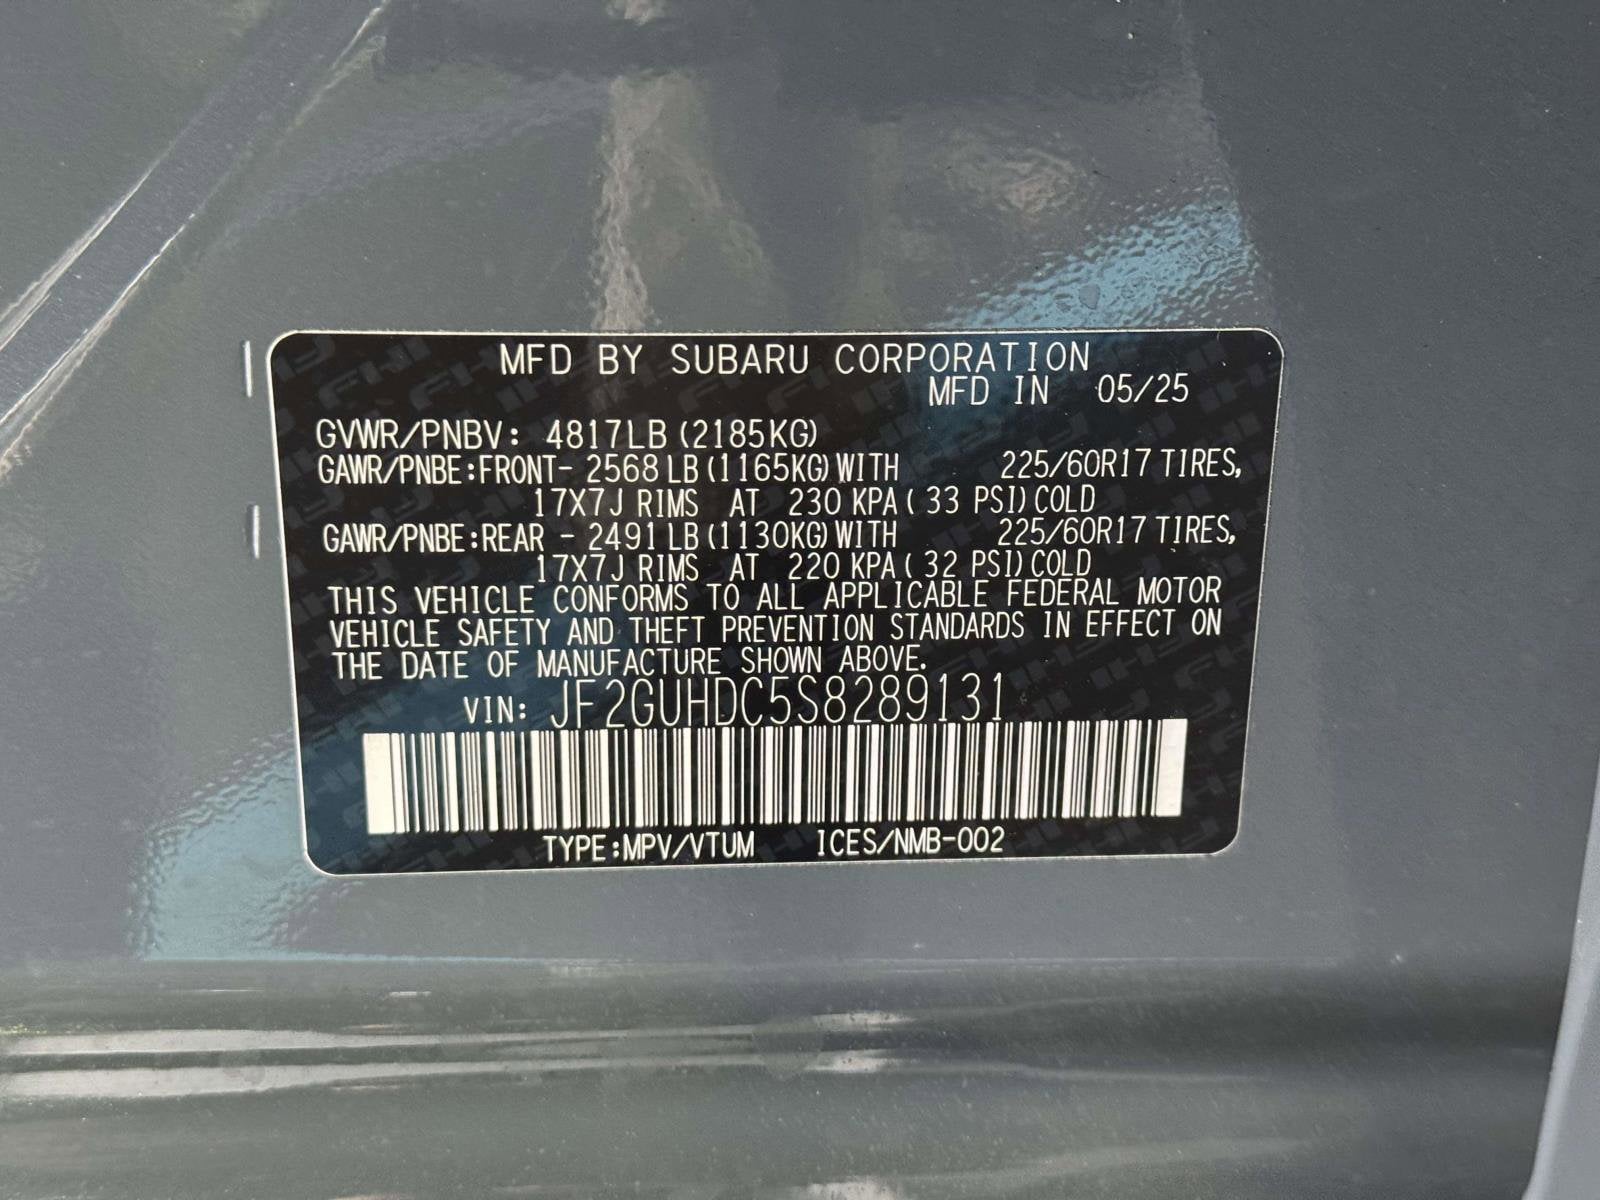 MFD BY SUBARU CORPORATION
MFD IN 05/25
GVWR/PNBV: 4817LB (2185KG)
GAWR/PNBE:FRONT- 2568 LB (1165KG) WITH 225/60R17 TIRES,
17X7J RIMS AT 230 KPA ( 33 PSI) COLD
GAWR/PNBE:REAR - 2491 LB (1130KG) WITH 225/60R17 TIRES,
17X7J RIMS AT 220 KPA ( 32 PSI) COLD
THIS VEHICLE CONFORMS TO ALL APPLICABLE FEDERAL MOTOR
VEHICLE SAFETY AND THEFT PREVENTION STANDARDS IN EFFECT ON
THE DATE OF MANUFACTURE SHOWN ABOVE.
VIN: JF2GUHDC5S8289131
TYPE:MPV/VTUM ICES/NMB-002